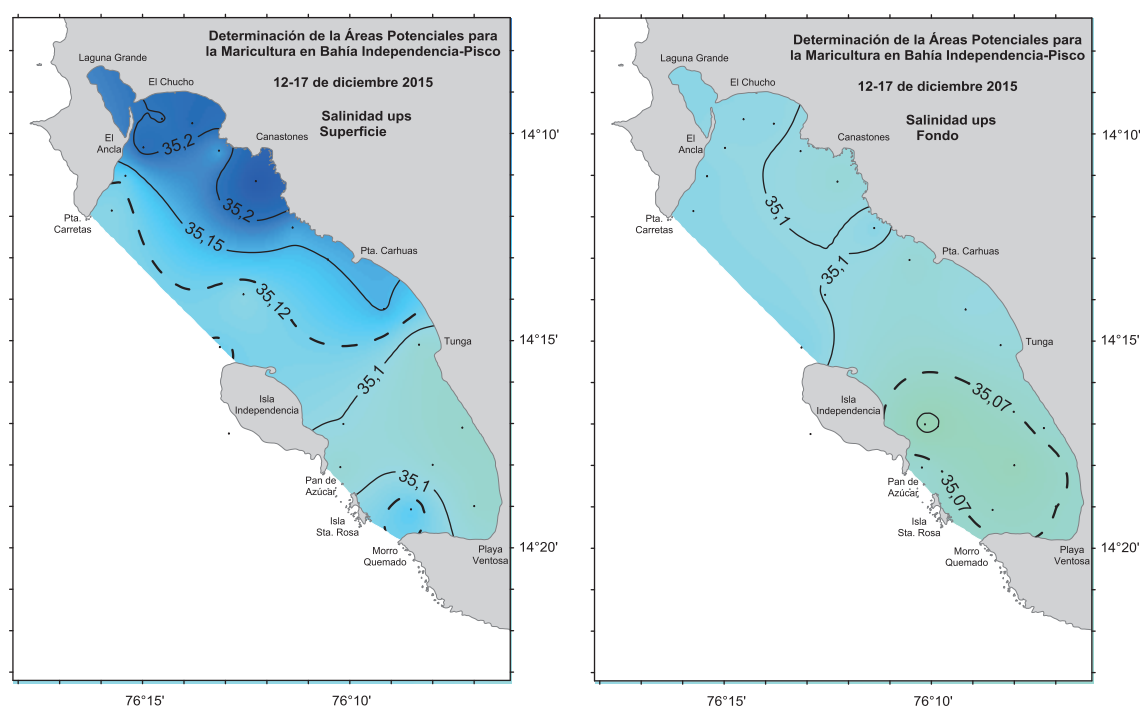 Determinación de la Áreas Potenciales para
la Maricultura en Bahía Independencia-Pisco
12-17 de diciembre 2015
Salinidad ups
Superficie
Laguna Grande
El Chucho
El
Ancla
Canastones
Pta.
Carretas
Pta. Carhuas
Tunga
Isla
Independencia
Pan de
Azúcar
Isla
Sta. Rosa
Morro
Quemado
Playa
Ventosa
35,2
35,2
35,15
35,12
35,1
35,1
14°10'
14°15'
14°20'
76°15'
76°10'
Determinación de la Áreas Potenciales para
la Maricultura en Bahía Independencia-Pisco
12-17 de diciembre 2015
Salinidad ups
Fondo
Laguna Grande
El Chucho
El
Ancla
Canastones
Pta.
Carretas
Pta. Carhuas
Tunga
Isla
Independencia
Pan de
Azúcar
Isla
Sta. Rosa
Morro
Quemado
Playa
Ventosa
35,1
35,1
35,07
35,07
14°10'
14°15'
14°20'
76°15'
76°10'